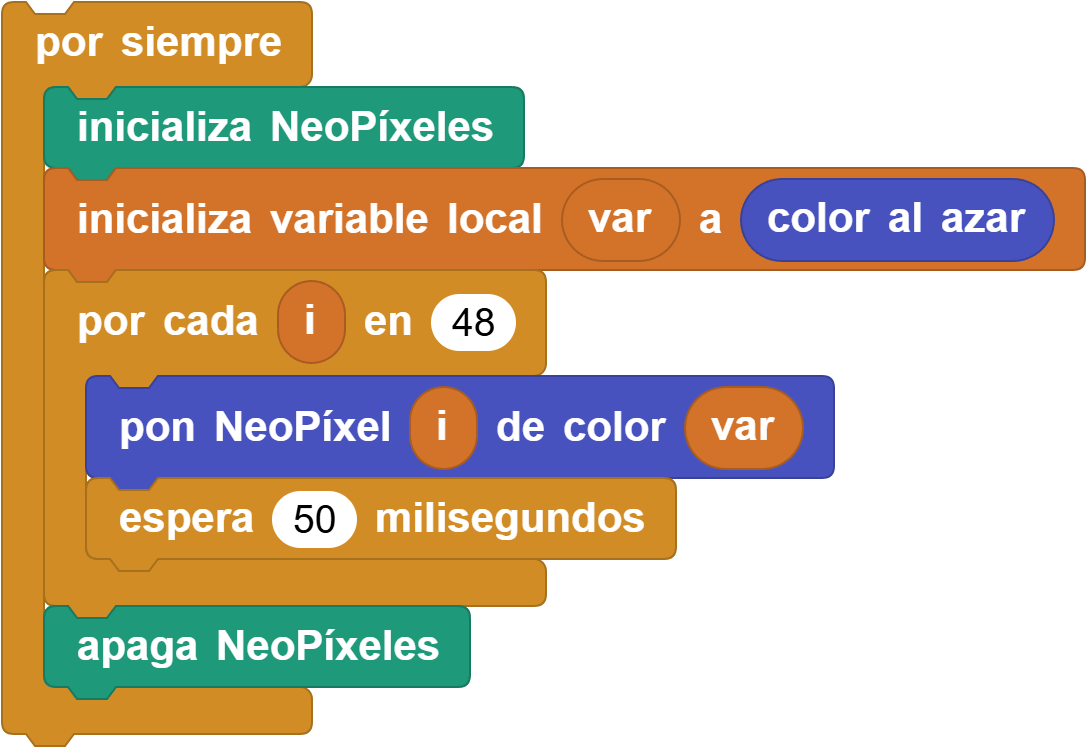 por siempre
inicializa NeoPíxeles
inicializa variable local var a color al azar
por cada i en 48
pon NeoPíxel i de color var
espera 50 milisegundos
apaga NeoPíxeles